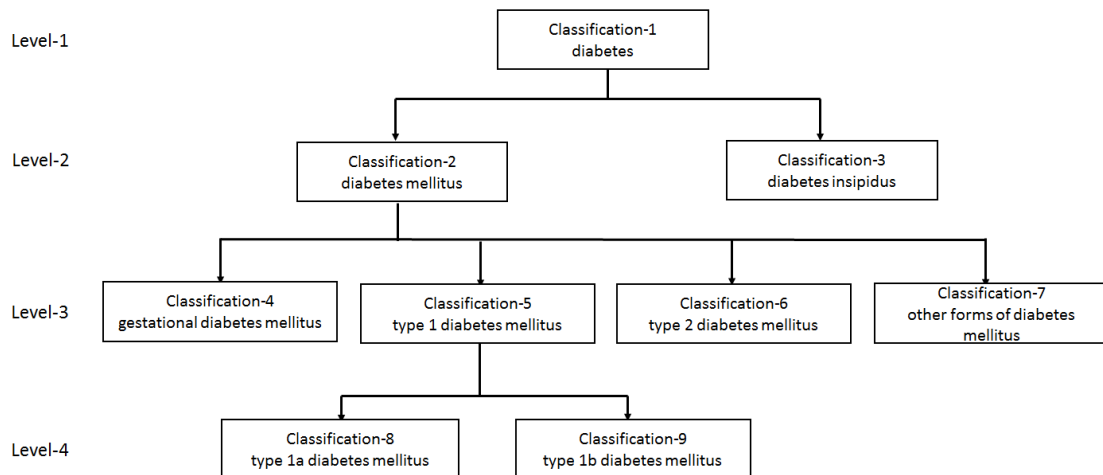 Level-1
Classification-1
diabetes
Level-2
Classification-2
diabetes mellitus
Classification-3
diabetes insipidus
Level-3
Classification-4
gestational diabetes mellitus
Classification-5
type 1 diabetes mellitus
Classification-6
type 2 diabetes mellitus
Classification-7
other forms of diabetes
mellitus
Level-4
Classification-8
type 1a diabetes mellitus
Classification-9
type 1b diabetes mellitus